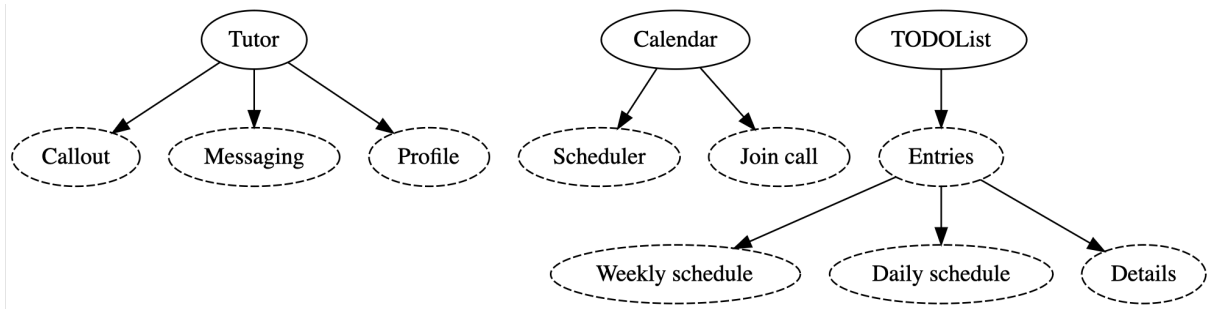 Tutor
Calendar
TODOList
Callout
Messaging
Profile
Scheduler
Join call
Entries
Weekly schedule
Daily schedule
Details